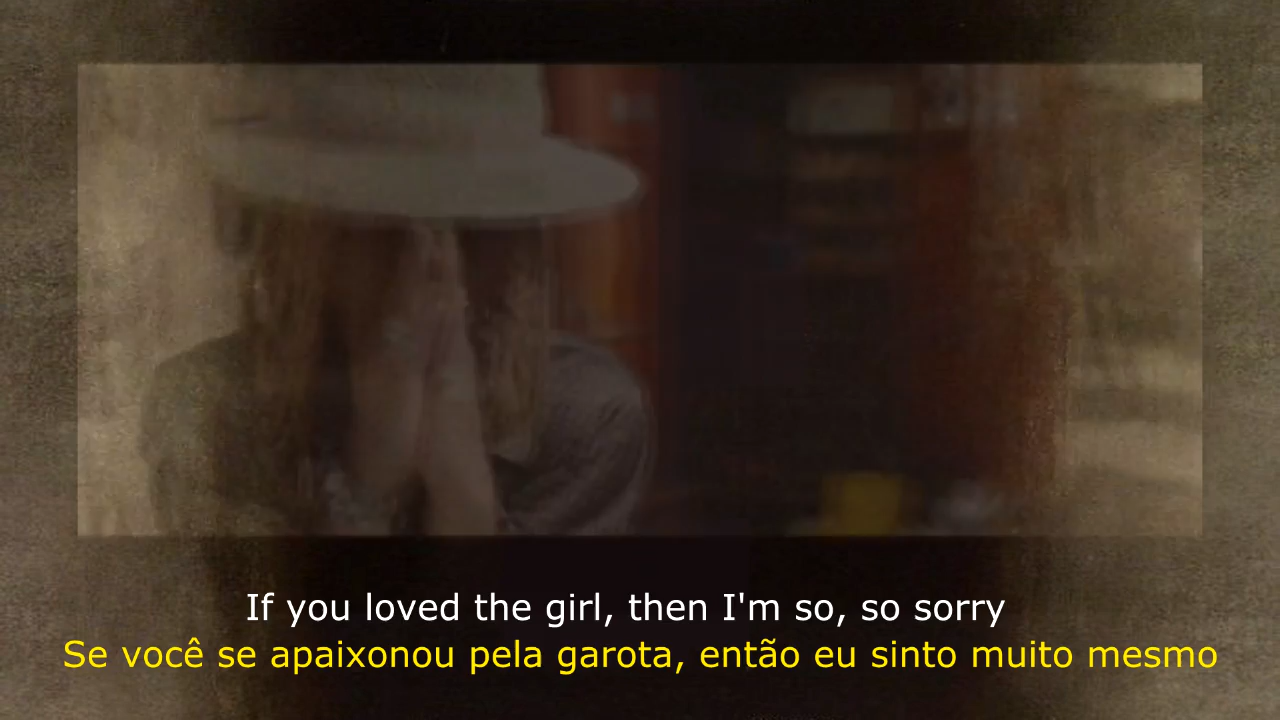 If you loved the girl, then I'm so, so sorry
Se você se apaixonou pela garota, então eu sinto muito mesmo